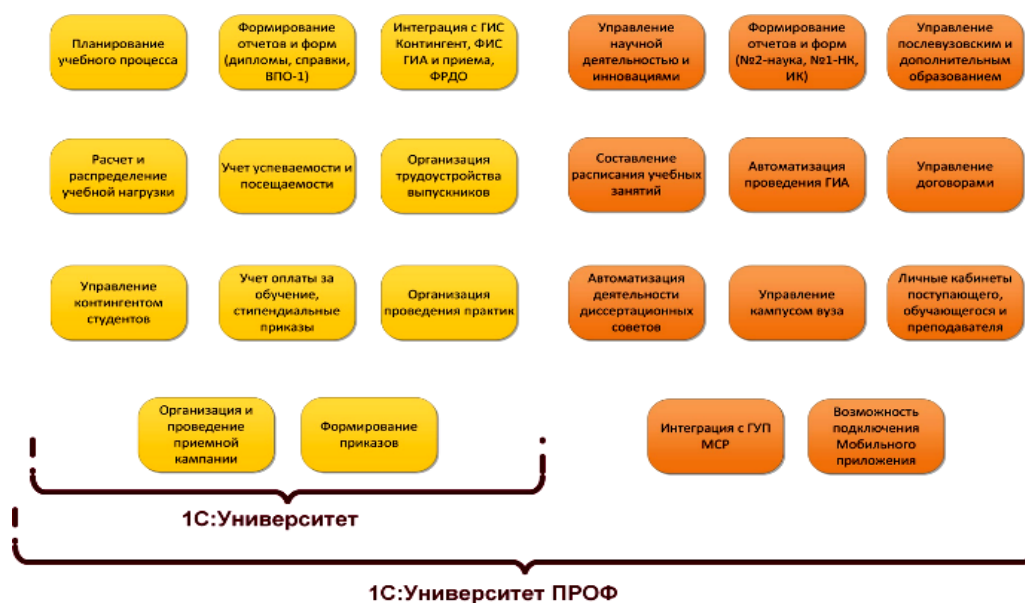 Планирование
учебного процесса
Формирование
отчетов и форм
(дипломы, справки,
ВПО-1)
Интеграция с ГИС
Контингент, ФИС
ГИА и приема,
ФРДО
Управление
научной
деятельностью и
инновациями
Формирование
отчетов и форм
(№2-наука, №1-НК,
ИК)
Управление
послевузовским и
дополнительным
образованием
Расчет и
распределение
учебной нагрузки
Учет успеваемости и
посещаемости
Организация
трудоустройства
выпускников
Составление
расписания учебных
занятий
Автоматизация
проведения ГИА
Управление
договорами
Управление
контингентом
студентов
Учет оплаты за
обучение,
стипендиальные
приказы
Организация
проведения практик
Автоматизация
деятельности
диссертационных
советов
Управление
кампусом вуза
Личные кабинеты
поступающего,
обучающегося и
преподавателя
Организация и
проведение
приемной
кампании
Формирование
приказов
Интеграция с ГУП
МСР
Возможность
подключения
Мобильного
приложения
1С:Университет
1С:Университет ПРОФ